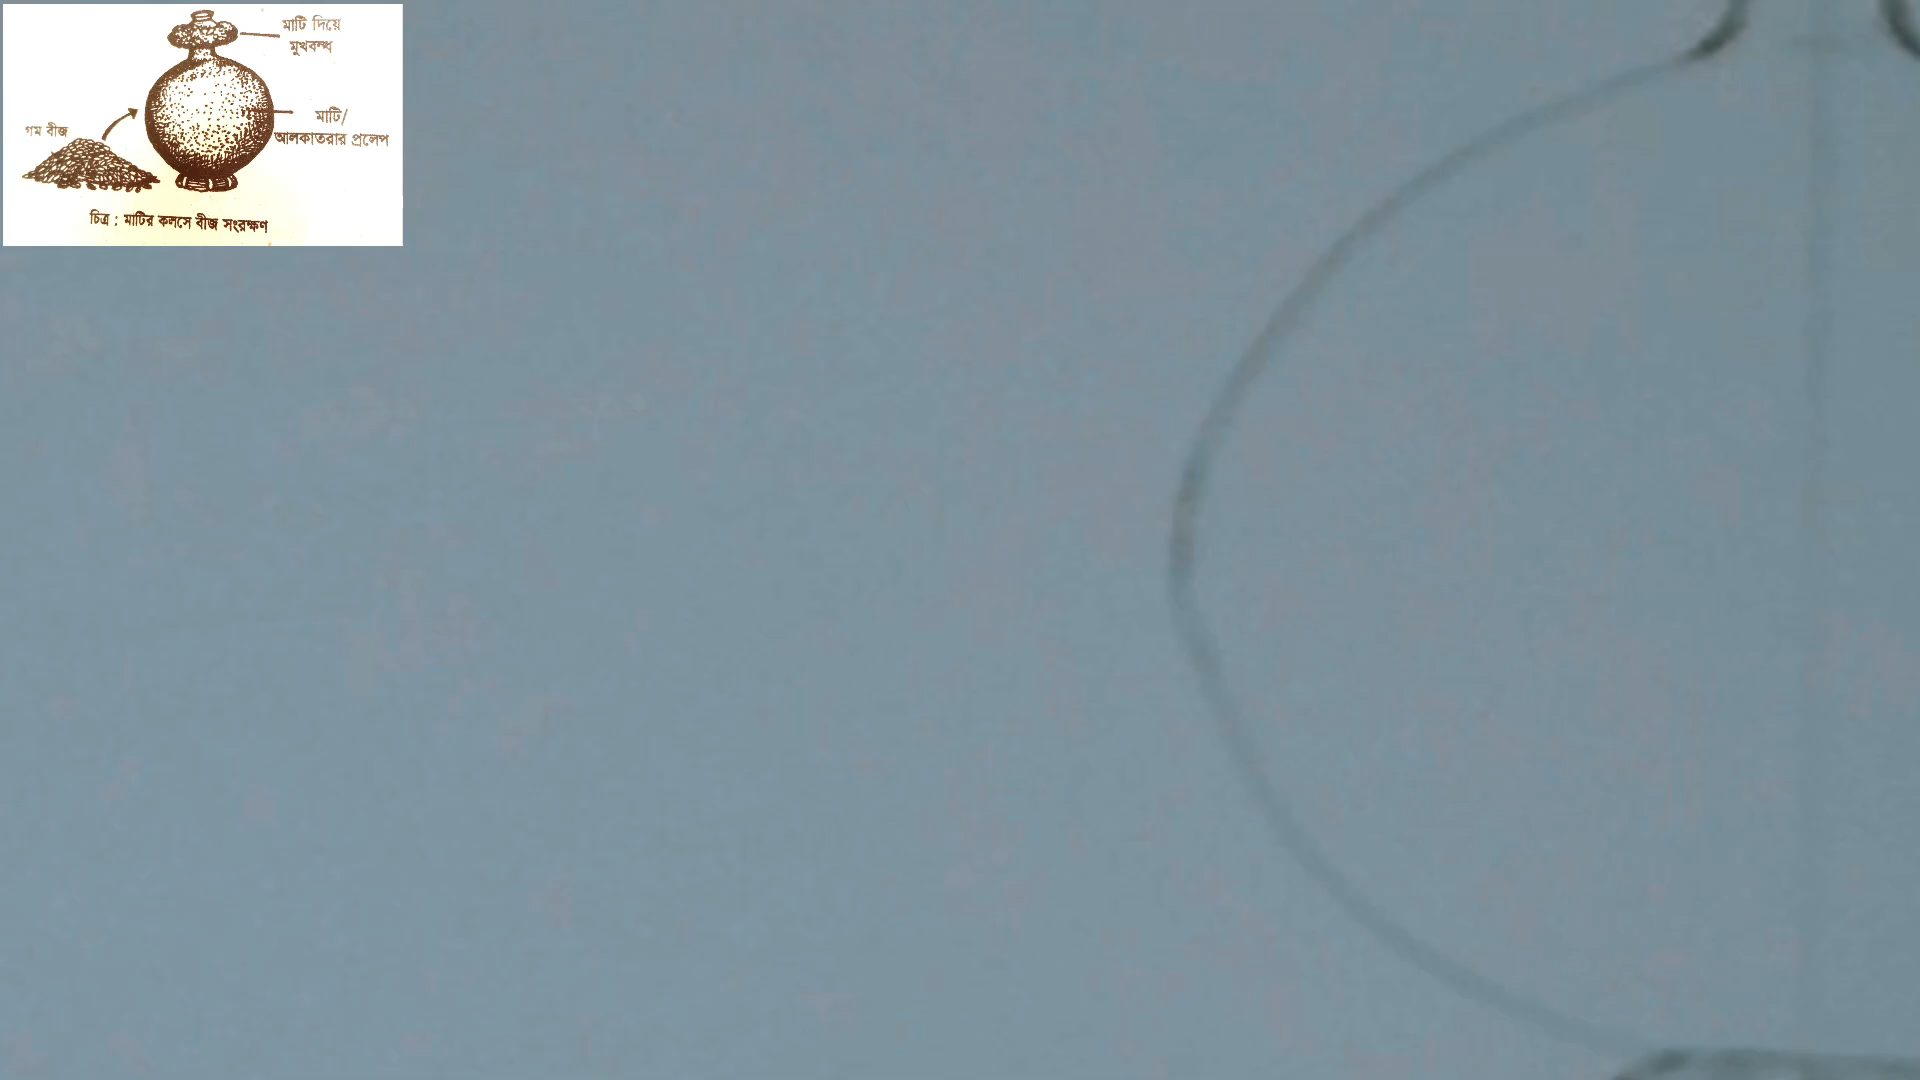 মাটি দিয়ে
মুখবন্ধ
মাটি/
আলকাতরার প্রলেপ
গম বীজ
চিত্র : মাটির কলসে বীজ সংরক্ষণ